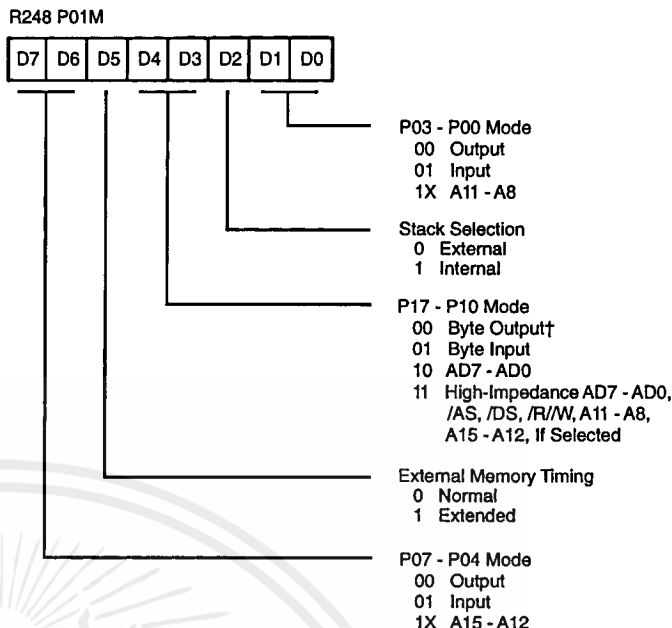 R248 P01M
D7 D6 D5 D4 D3 D2 D1 D0
P03 - P00 Mode
00 Output
01 Input
1X A11 - A8
Stack Selection
0 External
1 Internal
P17 - P10 Mode
00 Byte Output†
01 Byte Input
10 AD7 - AD0
11 High-Impedance AD7 - AD0,
/AS, /DS, /R//W, A11 - A8,
A15 - A12, If Selected
External Memory Timing
0 Normal
1 Extended
P07 - P04 Mode
00 Output
01 Input
1X A15 - A12